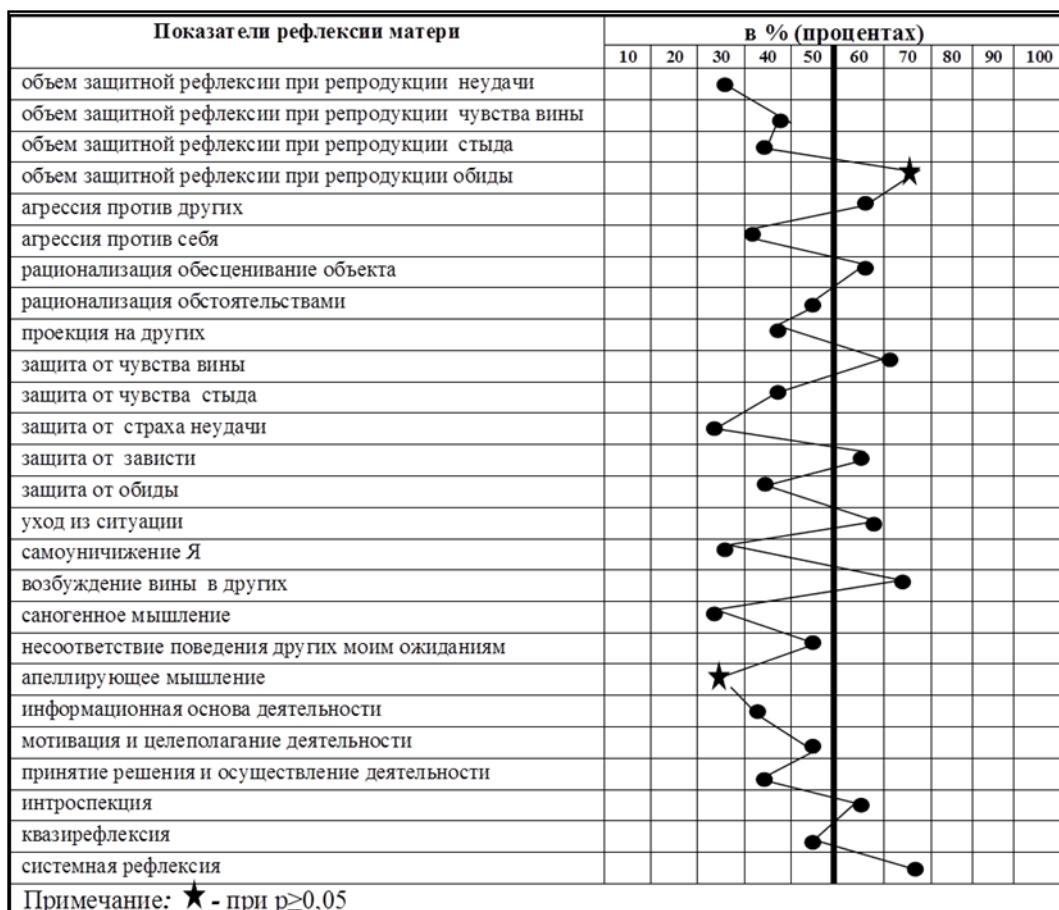 Показатели рефлексии матери
в % (процентах)
10 20 30 40 50 60 70 80 90 100
объем защитной рефлексии при репродукции неудачи
объем защитной рефлексии при репродукции чувства вины
объем защитной рефлексии при репродукции стыда
объем защитной рефлексии при репродукции обиды
агрессия против других
агрессия против себя
рационализация обесценивание объекта
рационализация обстоятельствами
проекция на других
защита от чувства вины
защита от чувства стыда
защита от страха неудачи
защита от зависти
защита от обиды
уход из ситуации
самоуничижение Я
возбуждение вины в других
саногенное мышление
несоответствие поведения других моим ожиданиям
апеллирующее мышление
информационная основа деятельности
мотивация и целеполагание деятельности
принятие решения и осуществление деятельности
интроспекция
квазирефлексия
системная рефлексия
Примечание: ★ - при p≥0,05